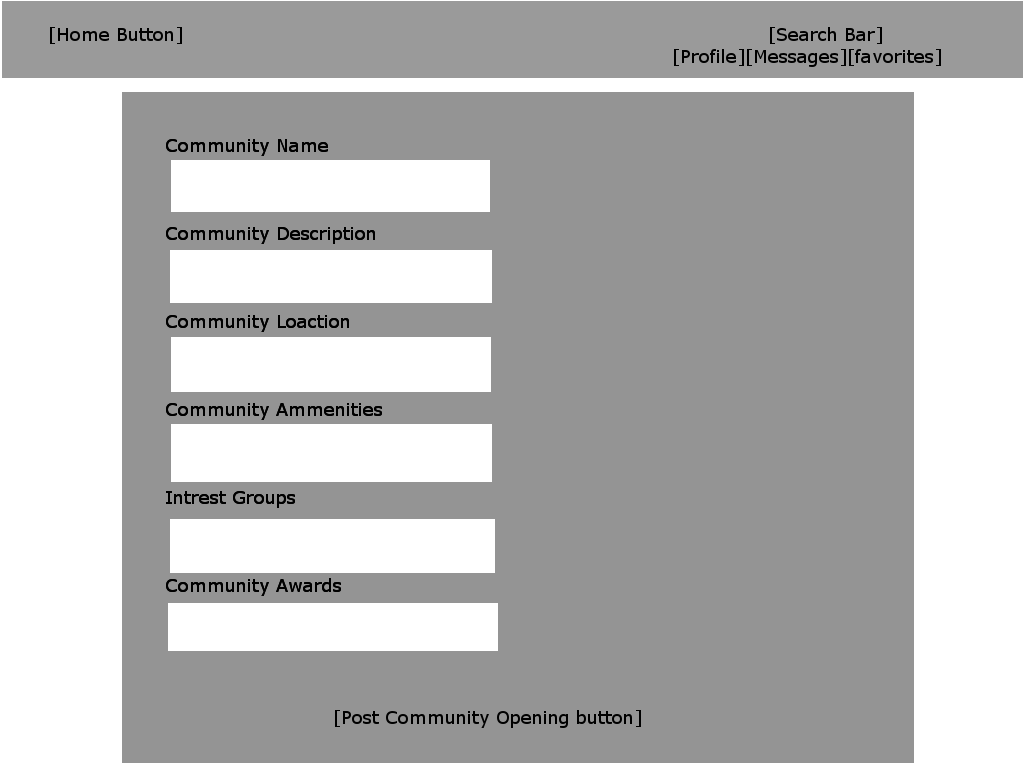 [Home Button]
[Search Bar]
[Profile][Messages][favorites]
Community Name
Community Description
Community Loaction
Community Ammenities
Intrest Groups
Community Awards
[Post Community Opening button]